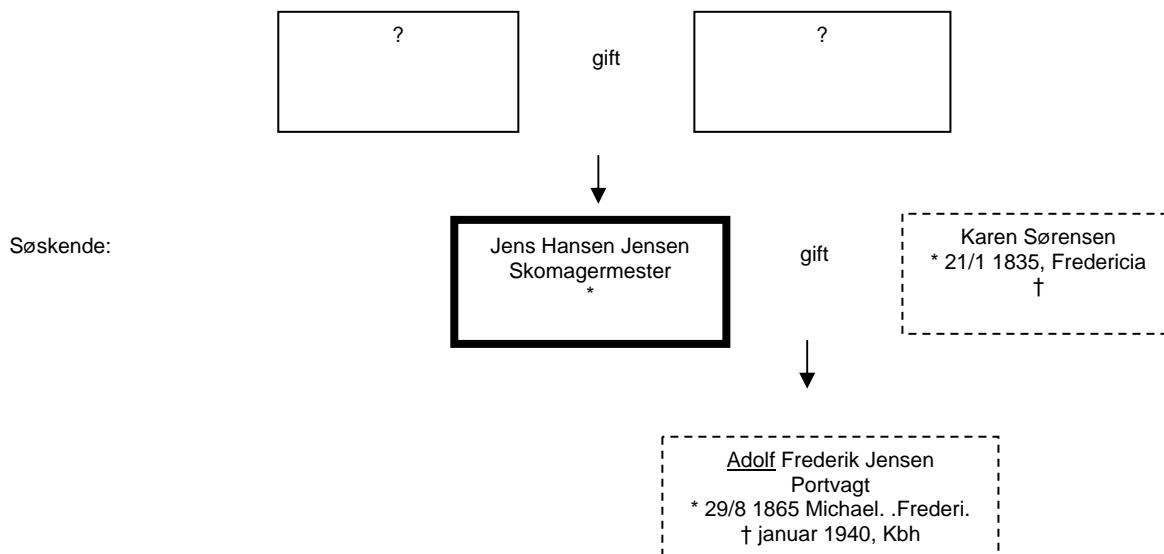 ?
gift
?
Søskende:
Jens Hansen Jensen
Skomagermester
*
gift
Karen Sørensen
* 21/1 1835, Fredericia
†
Adolf Frederik Jensen
Portvagt
* 29/8 1865 Michael. .Frederi.
† januar 1940, Kbh